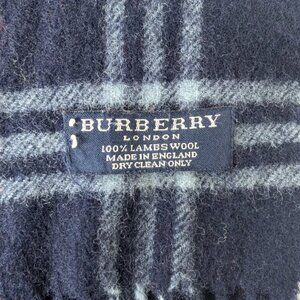 BURBERRY
LONDON
100% LAMBS WOOL
MADE IN ENGLAND
DRY CLEAN ONLY